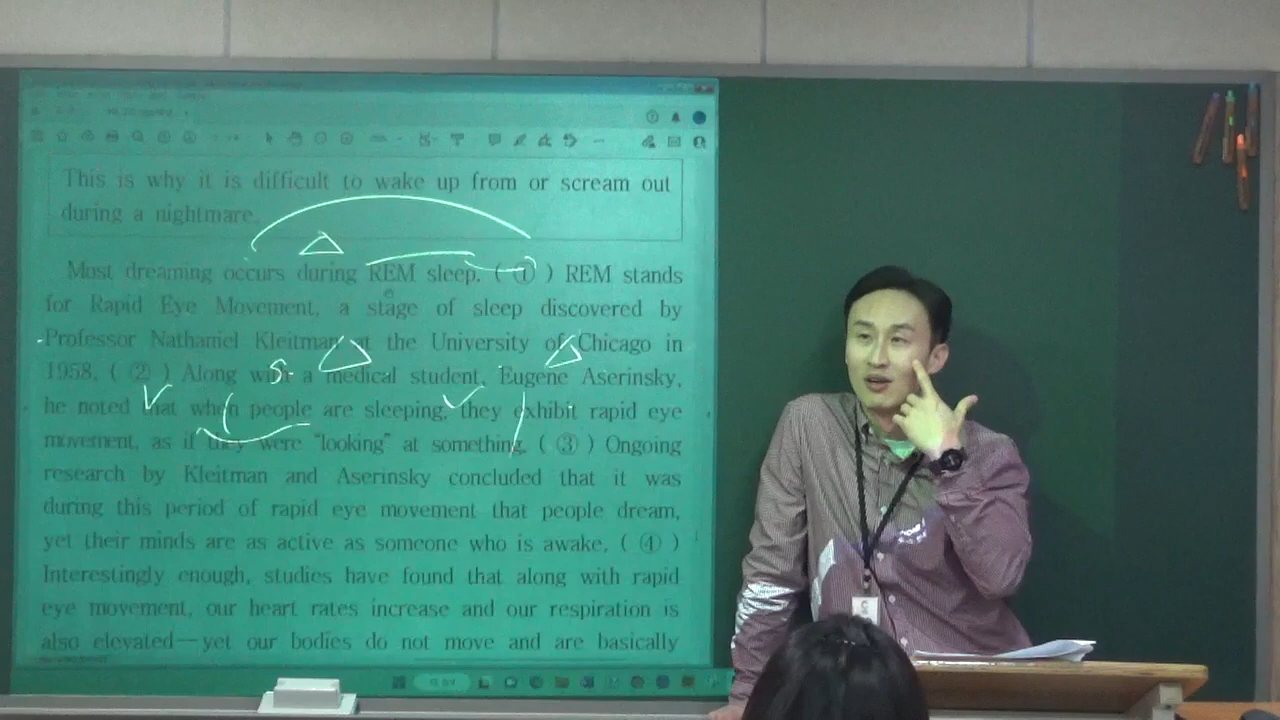 This is why it is difficult to wake up from or scream out
during a nightmare.
Most dreaming occurs during REM sleep. ( ① ) REM stands
for Rapid Eye Movement, a stage of sleep discovered by
Professor Nathaniel Kleitman at the University of Chicago in
1958. ( ② ) Along with a medical student, Eugene Aserinsky,
he noted that when people are sleeping, they exhibit rapid eye
movement, as if they were “looking” at something. ( ③ ) Ongoing
research by Kleitman and Aserinsky concluded that it was
during this period of rapid eye movement that people dream,
yet their minds are as active as someone who is awake. ( ④ )
Interestingly enough, studies have found that along with rapid
eye movement, our heart rates increase and our respiration is
also elevated—yet our bodies do not move and are basically